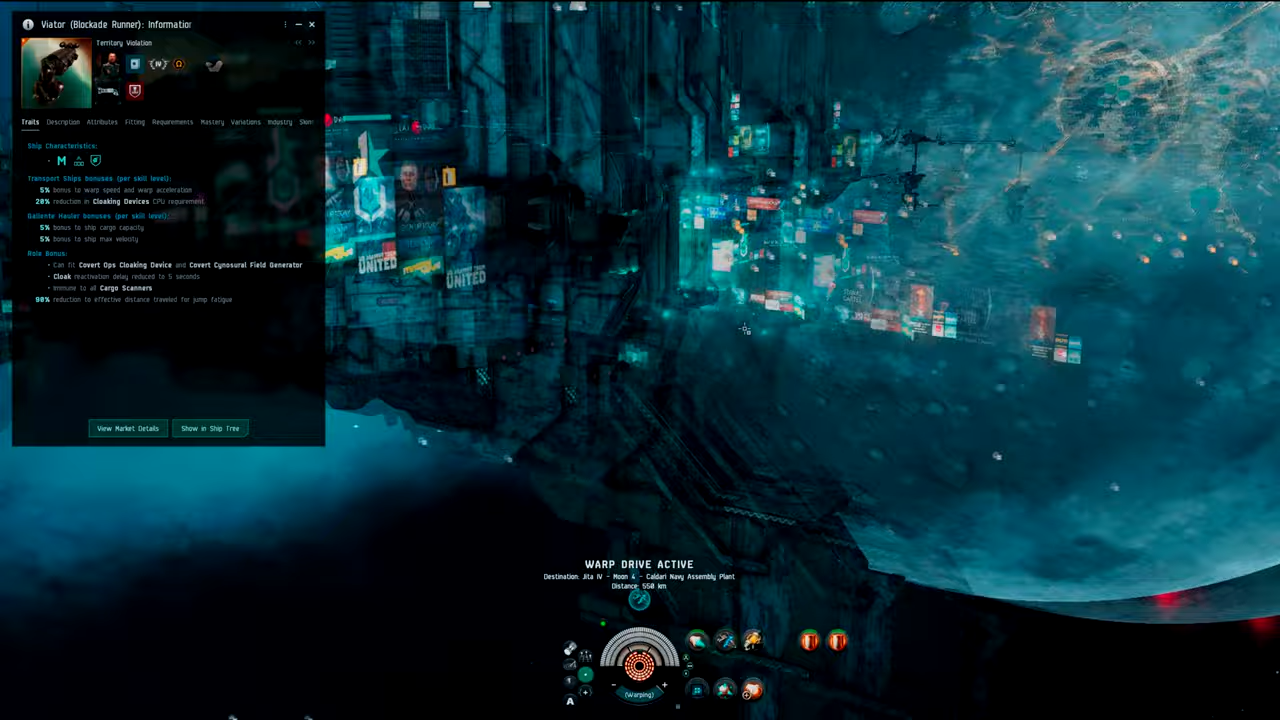 Viator (Blockade Runner): Information
Territory Violation
Traits Description Attributes Fitting Requirements Mastery Variations Industry Skins
Ship Characteristics:
M
Transport Ships bonuses (per skill level):
5% bonus to warp speed and warp acceleration
20% reduction in Cloaking Devices CPU requirement
Gallente Hauler bonuses (per skill level):
5% bonus to ship cargo capacity
5% bonus to ship max velocity
Role Bonus:
· Can fit Covert Ops Cloaking Device and Covert Cynosural Field Generator
· Cloak reactivation delay reduced to 5 seconds
· Immune to all Cargo Scanners
90% reduction to effective distance traveled for jump fatigue
View Market Details Show in Ship Tree
UNITED
UNITED
WARP DRIVE ACTIVE
Destination: Jita IV - Moon 4 - Caldari Navy Assembly Plant
Distance: 550 km
(Warping)
A